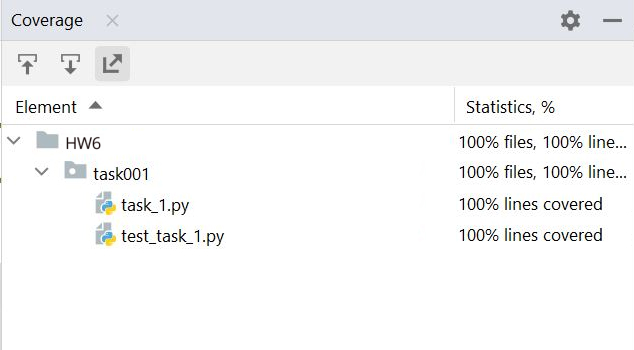 Coverage
Element Statistics, %
HW6 100% files, 100% line...
task001 100% files, 100% line...
task_1.py 100% lines covered
test_task_1.py 100% lines covered